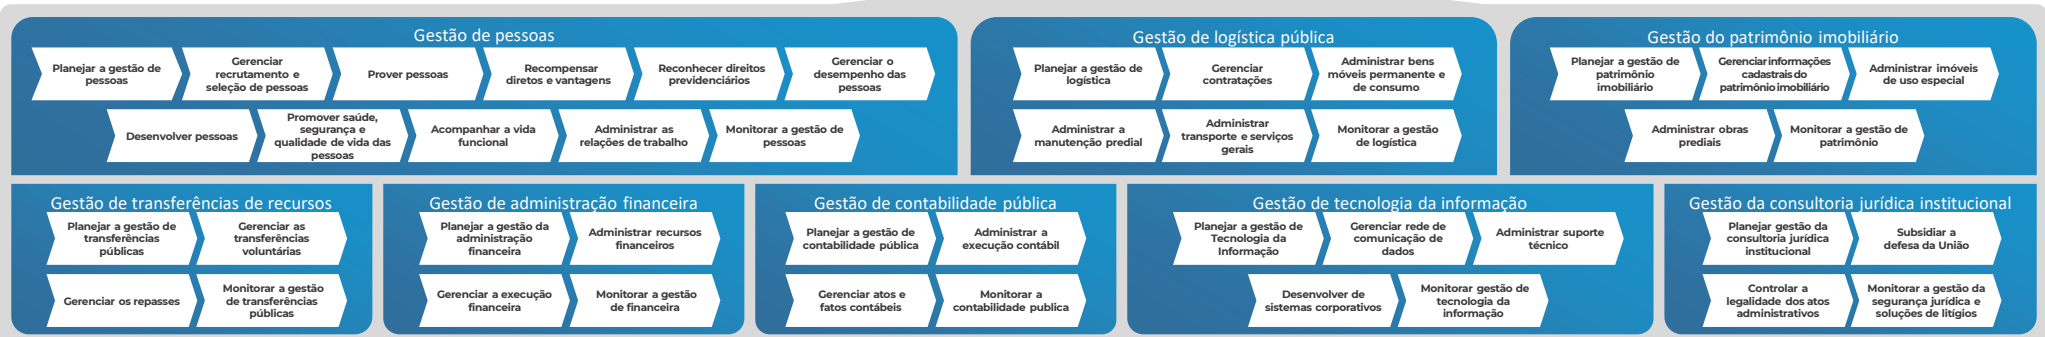 Gestão de pessoas
Planejar a gestão de
pessoas
Gerenciar
recrutamento e
seleção de pessoas
Prover pessoas
Recompensar
diretos e vantagens
Reconhecer direitos
previdenciários
Gerenciar o
desempenho das
pessoas
Desenvolver pessoas
Promover saúde,
segurança e
qualidade de vida das
pessoas
Acompanhar a vida
funcional
Administrar as
relações de trabalho
Monitorar a gestão de
pessoas
Gestão de logística pública
Planejar a gestão de
logística
Gerenciar
contratações
Administrar bens
móveis permanente e
de consumo
Administrar a
manutenção predial
Administrar
transporte e serviços
gerais
Monitorar a gestão
de logística
Gestão do patrimônio imobiliário
Planejar a gestão de
patrimônio
imobiliário
Gerenciar informações
cadastrais do
patrimônio imobiliário
Administrar imóveis
de uso especial
Administrar obras
prediais
Monitorar a gestão de
patrimônio
Gestão de transferências de recursos
Planejar a gestão de
transferências
públicas
Gerenciar as
transferências
voluntárias
Gerenciar os repasses
Monitorar a gestão
de transferências
públicas
Gestão de administração financeira
Planejar a gestão da
administração
financeira
Administrar recursos
financeiros
Gerenciar a execução
financeira
Monitorar a gestão
de financeira
Gestão de contabilidade pública
Planejar a gestão de
contabilidade pública
Administrar a
execução contábil
Gerenciar atos e
fatos contábeis
Monitorar a
contabilidade publica
Gestão de tecnologia da informação
Planejar a gestão de
Tecnologia da
Informação
Gerenciar rede de
comunicação de
dados
Administrar suporte
técnico
Desenvolver de
sistemas corporativos
Monitorar gestão de
tecnologia da
informação
Gestão da consultoria jurídica institucional
Planejar gestão da
consultoria jurídica
institucional
Subsidiar a
defesa da União
Controlar a
legalidade dos atos
administrativos
Monitorar a gestão da
segurança jurídica e
soluções de litígios